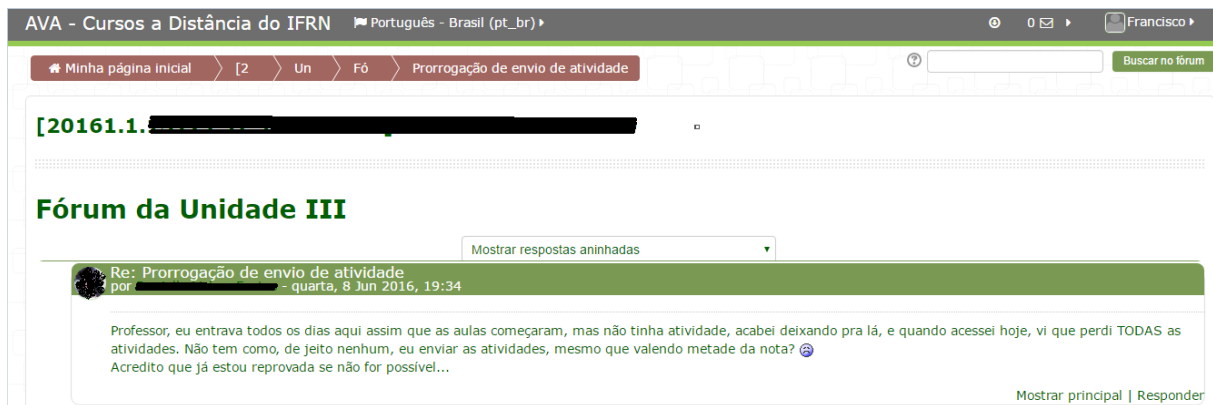 AVA - Cursos a Distância do IFRN Português - Brasil (pt_br) 0 Francisco
Minha página inicial [2 Un Fó Prorrogação de envio de atividade Buscar no fórum
[20161.1.
Fórum da Unidade III
Mostrar respostas aninhadas
Re: Prorrogação de envio de atividade
por - quarta, 8 Jun 2016, 19:34
Professor, eu entrava todos os dias aqui assim que as aulas começaram, mas não tinha atividade, acabei deixando pra lá, e quando acessei hoje, vi que perdi TODAS as
atividades. Não tem como, de jeito nenhum, eu enviar as atividades, mesmo que valendo metade da nota?
Acredito que já estou reprovada se não for possível...
Mostrar principal | Responder